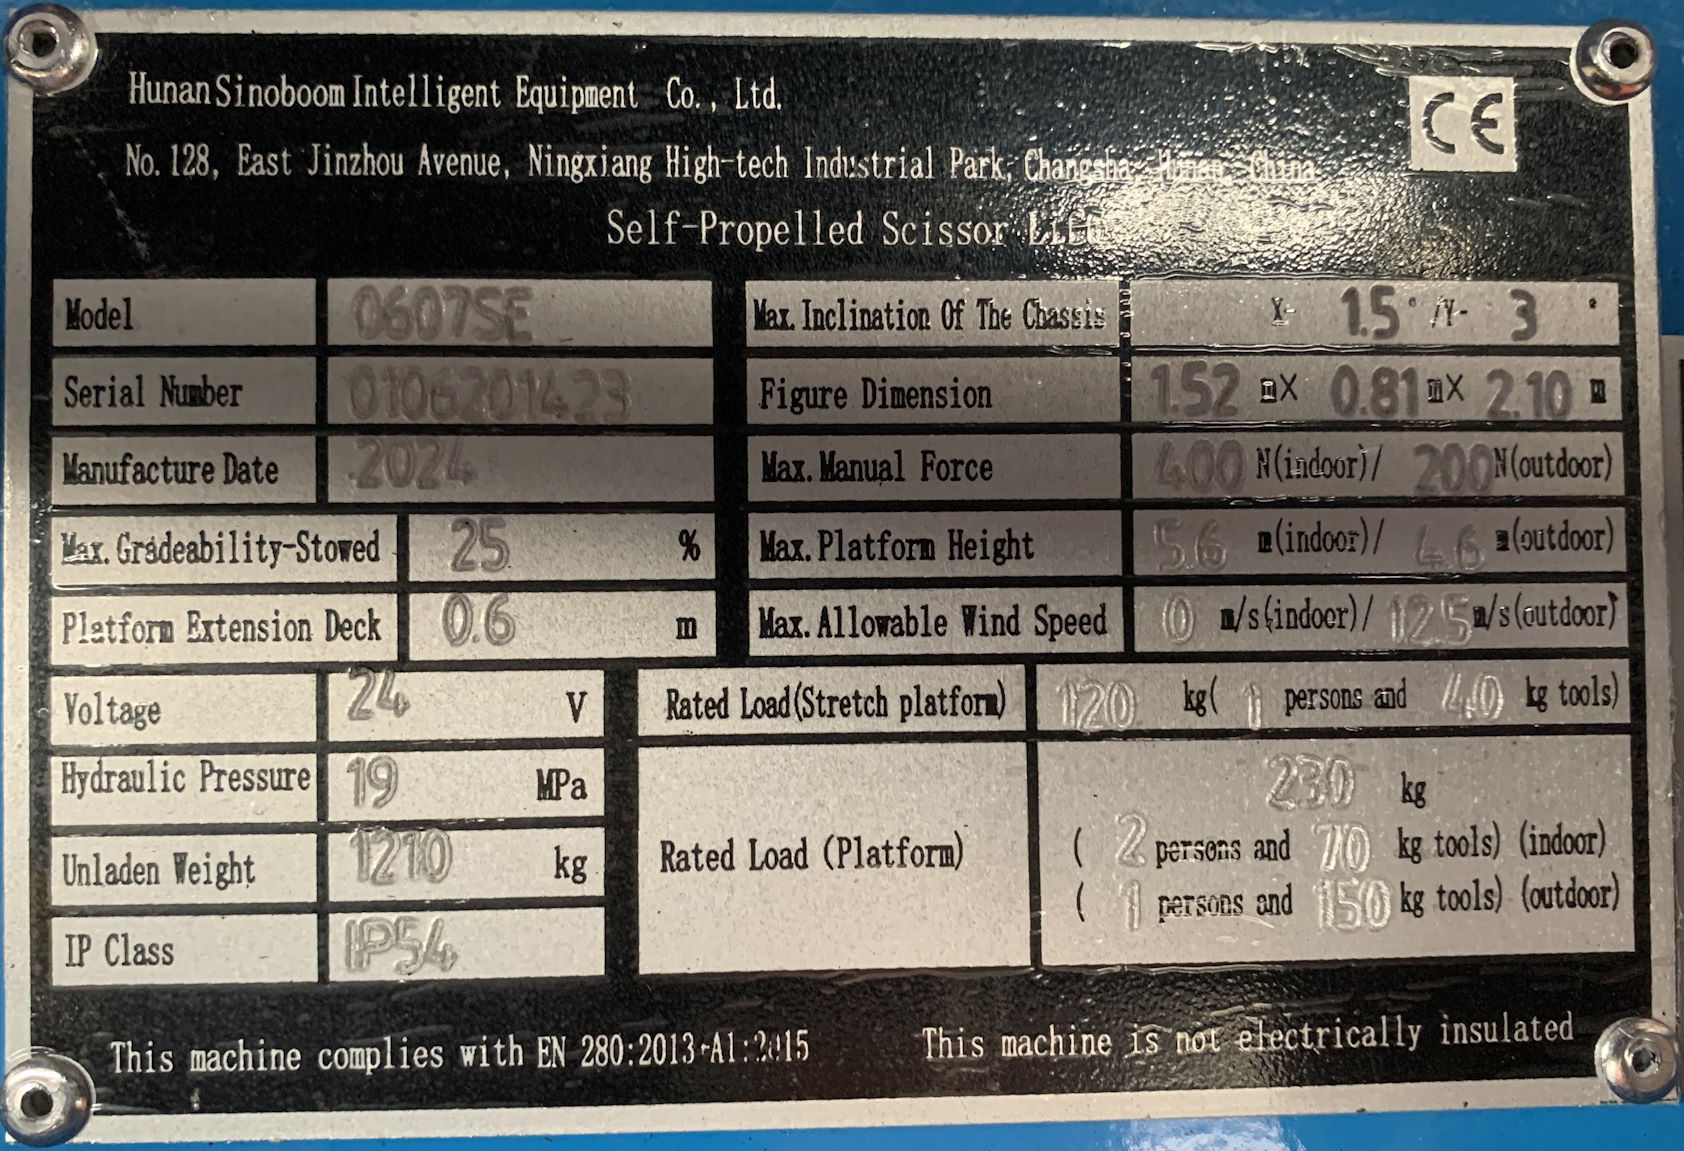 Hunan Sinoboom Intelligent Equipment Co., Ltd.
CE
No. 128, East Jinzhou Avenue, Ningxiang High-tech Industrial Park, Changsha, Hunan, China
Self-Propelled Scissor Lift
Model 0607SE
Max. Inclination Of The Chassis X- 1.5° /Y- 3°
Serial Number 0106201423
Figure Dimension 1.52 m X 0.81 m X 2.10 m
Manufacture Date 2024
Max. Manual Force 400 N(indoor)/ 200 N(outdoor)
Max. Gradeability-Stowed 25 %
Max. Platform Height 5.6 m(indoor)/ 4.6 m(outdoor)
Platform Extension Deck 0.6 m
Max. Allowable Wind Speed 0 m/s(indoor)/ 12.5 m/s(outdoor)
Voltage 24 V
Rated Load(Stretch platform) 120 kg( 1 persons and 40 kg tools)
Hydraulic Pressure 19 MPa
Unladen Weight 1210 kg
IP Class IP54
Rated Load (Platform) 230 kg
( 2 persons and 70 kg tools) (indoor)
( 1 persons and 150 kg tools) (outdoor)
This machine complies with EN 280:2013+A1:2015
This machine is not electrically insulated